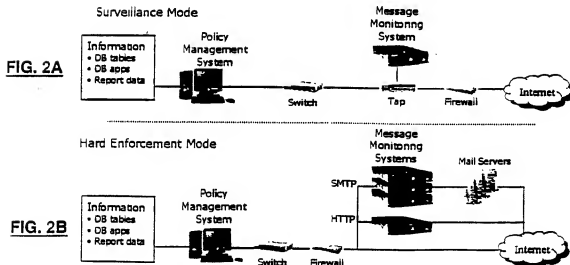 Surveillance Mode
Message
Monitoring
System
Policy
Management
System
Information
• DB tables
• DB apps
• Report data
FIG. 2A
Switch
Tap
Firewall
Internet
Hard Enforcement Mode
Message
Monitoring
Systems
Mail Servers
SMTP
HTTP
Policy
Management
System
Information
• DB tables
• DB apps
• Report data
FIG. 2B
Switch
Firewall
Internet